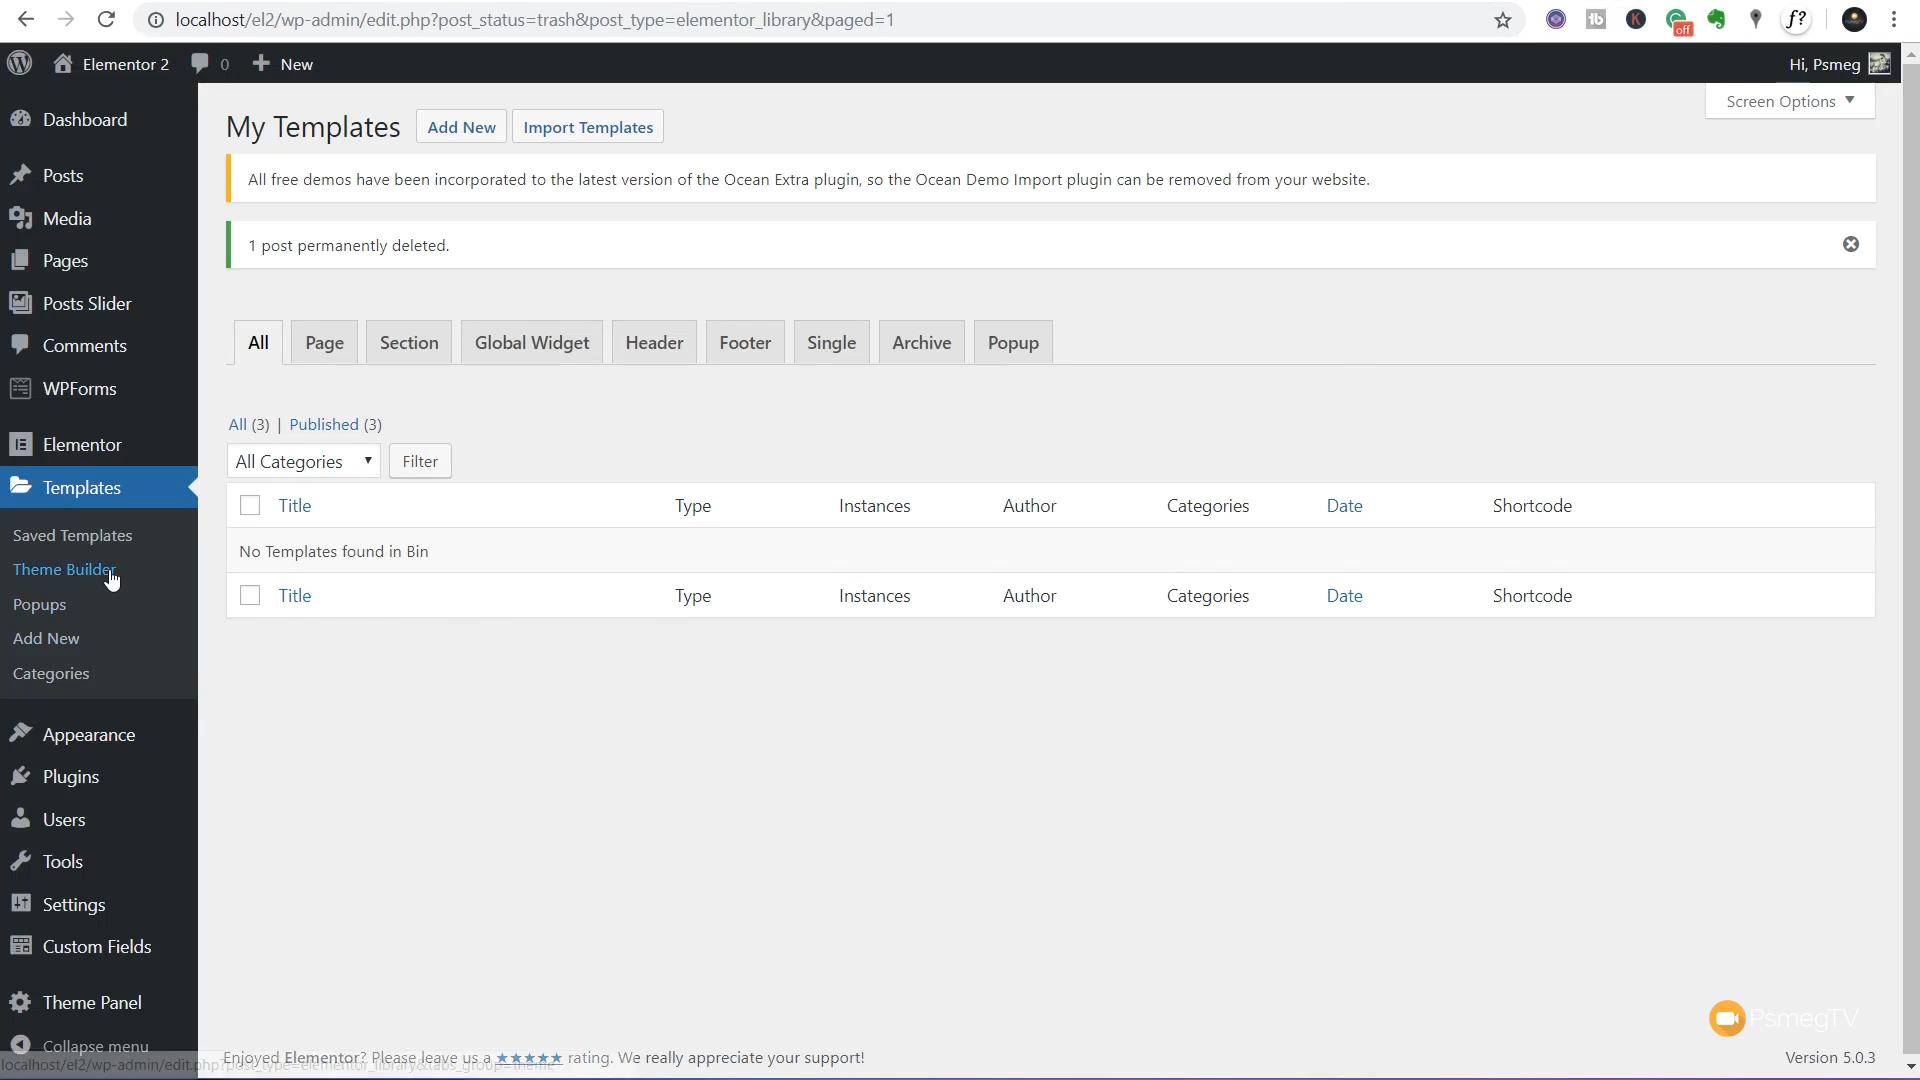 localhost/el2/wp-admin/edit.php?post_status=trash&post_type=elementor_library&paged=1
off
f?
Elementor 2
0
New
Hi, Psmeg
Dashboard
Posts
Media
Pages
Posts Slider
Comments
WPForms
Elementor
Templates
Saved Templates
Theme Builder
Popups
Add New
Categories
Appearance
Plugins
Users
Tools
Settings
Custom Fields
Theme Panel
Collapse menu
Screen Options
My Templates
Add New
Import Templates
All free demos have been incorporated to the latest version of the Ocean Extra plugin, so the Ocean Demo Import plugin can be removed from your website.
1 post permanently deleted.
All
Page
Section
Global Widget
Header
Footer
Single
Archive
Popup
All (3) | Published (3)
All Categories
Filter
Title Type Instances Author Categories Date Shortcode
No Templates found in Bin
Title Type Instances Author Categories Date Shortcode
PsmegTV
Enjoyed Elementor? Please leave us a ★★★★★ rating. We really appreciate your support!
Version 5.0.3
localhost/el2/wp-admin/edit.php?post_type=elementor_library&tabs_group=theme